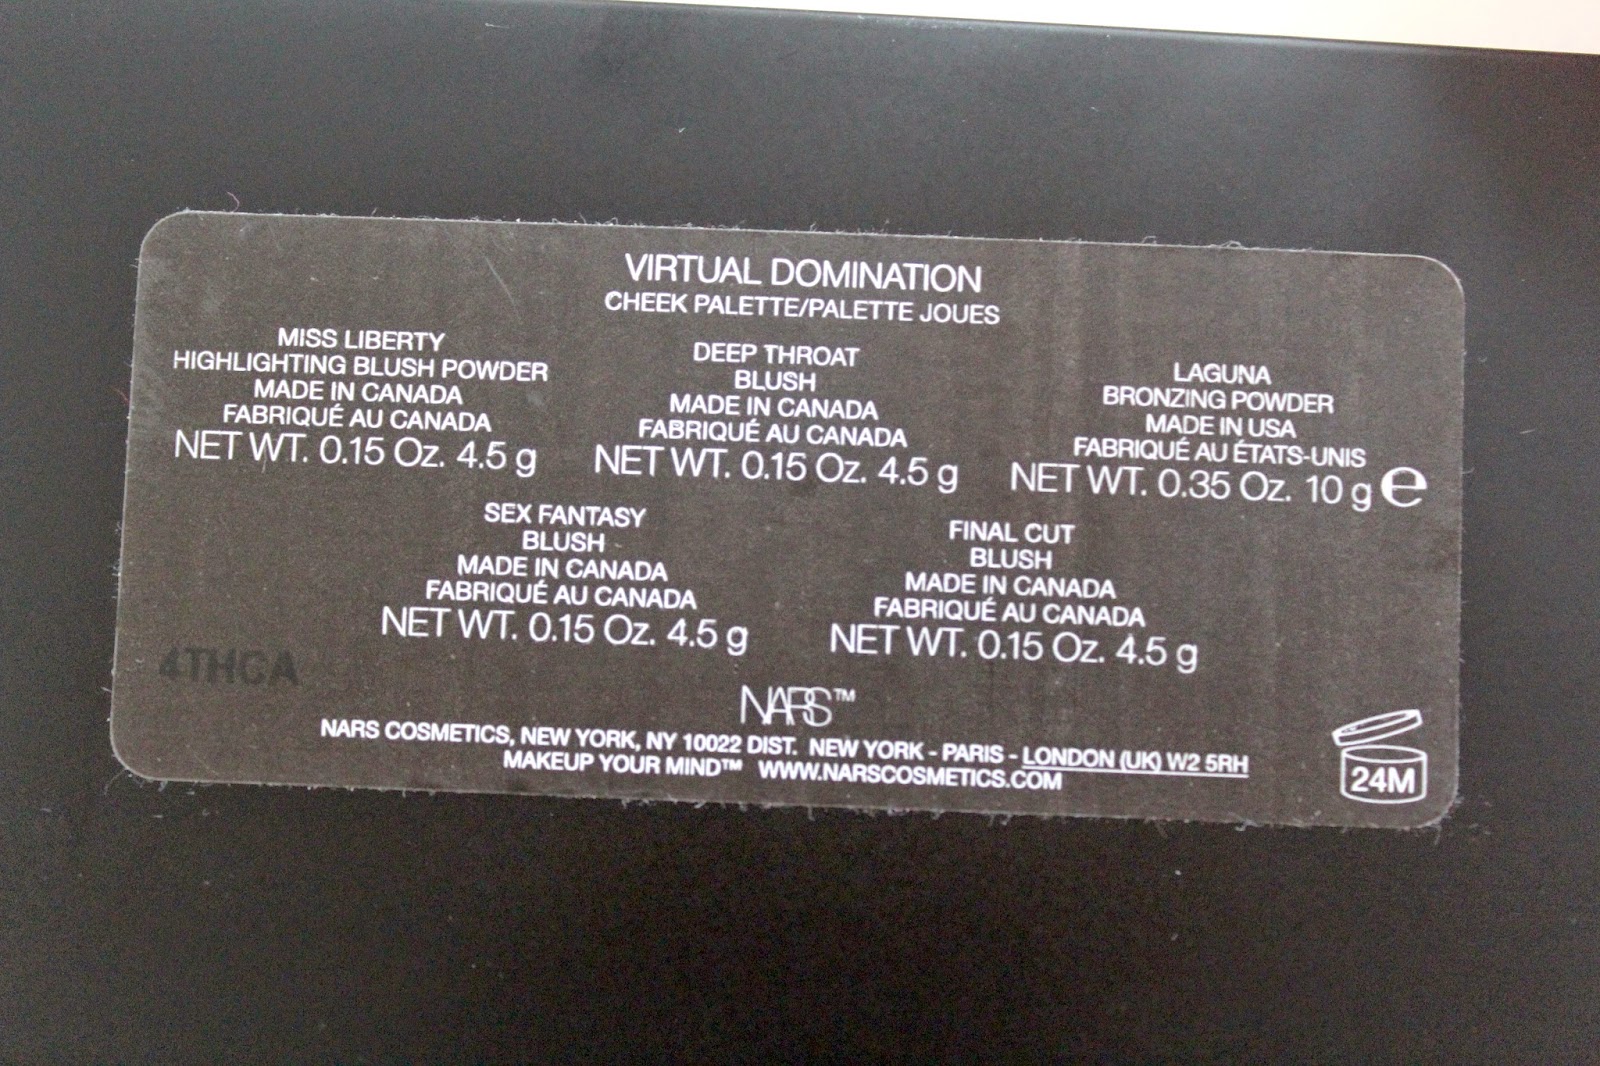 VIRTUAL DOMINATION
CHEEK PALETTE/PALETTE JOUES
MISS LIBERTY
HIGHLIGHTING BLUSH POWDER
MADE IN CANADA
FABRIQUÉ AU CANADA
NET WT. 0.15 Oz. 4.5 g
DEEP THROAT
BLUSH
MADE IN CANADA
FABRIQUÉ AU CANADA
NET WT. 0.15 Oz. 4.5 g
LAGUNA
BRONZING POWDER
MADE IN USA
FABRIQUÉ AU ÉTATS-UNIS
NET WT. 0.35 Oz. 10 g e
SEX FANTASY
BLUSH
MADE IN CANADA
FABRIQUÉ AU CANADA
NET WT. 0.15 Oz. 4.5 g
FINAL CUT
BLUSH
MADE IN CANADA
FABRIQUÉ AU CANADA
NET WT. 0.15 Oz. 4.5 g
4THCA
NARS™
NARS COSMETICS, NEW YORK, NY 10022 DIST. NEW YORK - PARIS - LONDON (UK) W2 5RH
MAKEUP YOUR MIND™ WWW.NARSCOSMETICS.COM
24M